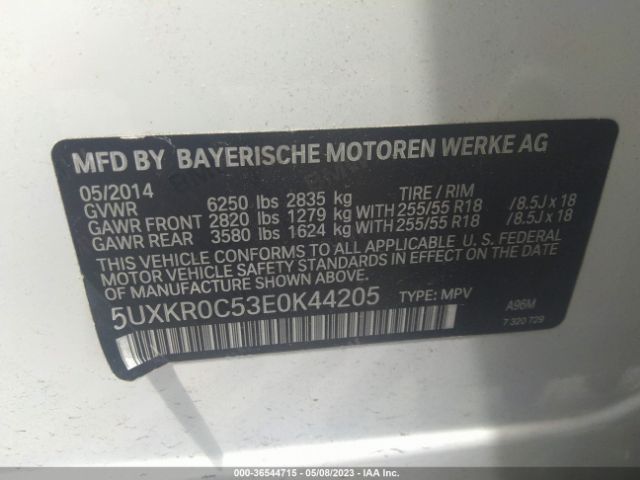 MFD BY BAYERISCHE MOTOREN WERKE AG
05/2014 TIRE / RIM
GVWR 6250 lbs 2835 kg
GAWR FRONT 2820 lbs 1279 kg WITH 255/55 R18 /8.5J x 18
GAWR REAR 3580 lbs 1624 kg WITH 255/55 R18 /8.5J x 18
THIS VEHICLE CONFORMS TO ALL APPLICABLE U. S. FEDERAL
MOTOR VEHICLE SAFETY STANDARDS IN EFFECT ON THE DATE
OF MANUFACTURE SHOWN ABOVE.
5UXKR0C53E0K44205 TYPE: MPV A96M
7 320 729
000-36544715 - 05/08/2023 - IAAI.COM